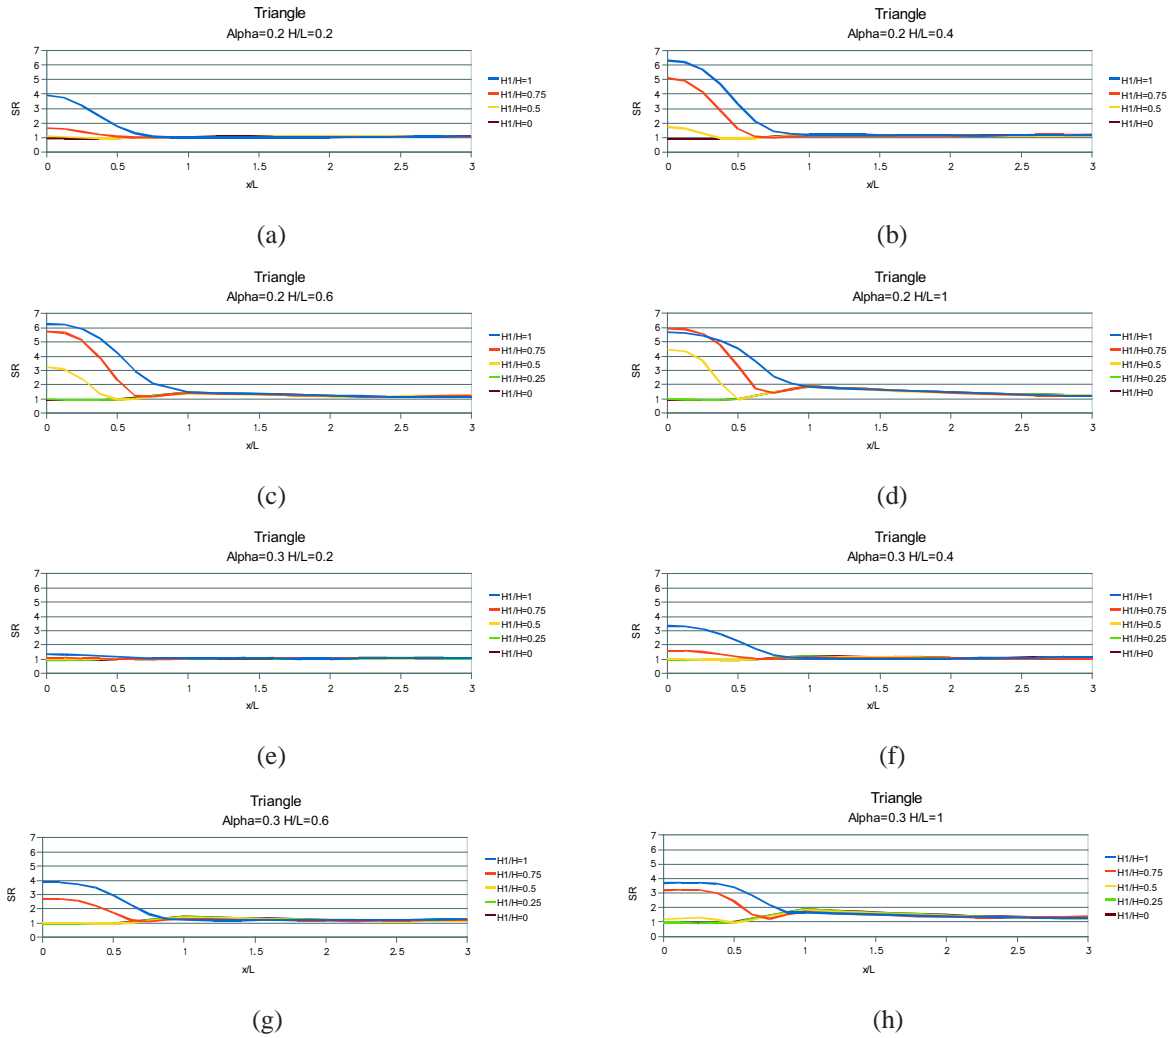 Triangle
Alpha=0.2 H/L=0.2
7
6
5
4
3
2
1
0
SR
0
0.5
1
1.5
2
2.5
3
x/L
H1/H=1
H1/H=0.75
H1/H=0.5
H1/H=0
(a)
Triangle
Alpha=0.2 H/L=0.4
7
6
5
4
3
2
1
0
SR
0
0.5
1
1.5
2
2.5
3
x/L
H1/H=1
H1/H=0.75
H1/H=0.5
H1/H=0
(b)
Triangle
Alpha=0.2 H/L=0.6
7
6
5
4
3
2
1
0
SR
0
0.5
1
1.5
2
2.5
3
x/L
H1/H=1
H1/H=0.75
H1/H=0.5
H1/H=0.25
H1/H=0
(c)
Triangle
Alpha=0.2 H/L=1
7
6
5
4
3
2
1
0
SR
0
0.5
1
1.5
2
2.5
3
x/L
H1/H=1
H1/H=0.75
H1/H=0.5
H1/H=0.25
H1/H=0
(d)
Triangle
Alpha=0.3 H/L=0.2
7
6
5
4
3
2
1
0
SR
0
0.5
1
1.5
2
2.5
3
x/L
H1/H=1
H1/H=0.75
H1/H=0.5
H1/H=0.25
H1/H=0
(e)
Triangle
Alpha=0.3 H/L=0.4
7
6
5
4
3
2
1
0
SR
0
0.5
1
1.5
2
2.5
3
x/L
H1/H=1
H1/H=0.75
H1/H=0.5
H1/H=0.25
H1/H=0
(f)
Triangle
Alpha=0.3 H/L=0.6
7
6
5
4
3
2
1
0
SR
0
0.5
1
1.5
2
2.5
3
x/L
H1/H=1
H1/H=0.75
H1/H=0.5
H1/H=0.25
H1/H=0
(g)
Triangle
Alpha=0.3 H/L=1
7
6
5
4
3
2
1
0
SR
0
0.5
1
1.5
2
2.5
3
x/L
H1/H=1
H1/H=0.75
H1/H=0.5
H1/H=0.25
H1/H=0
(h)